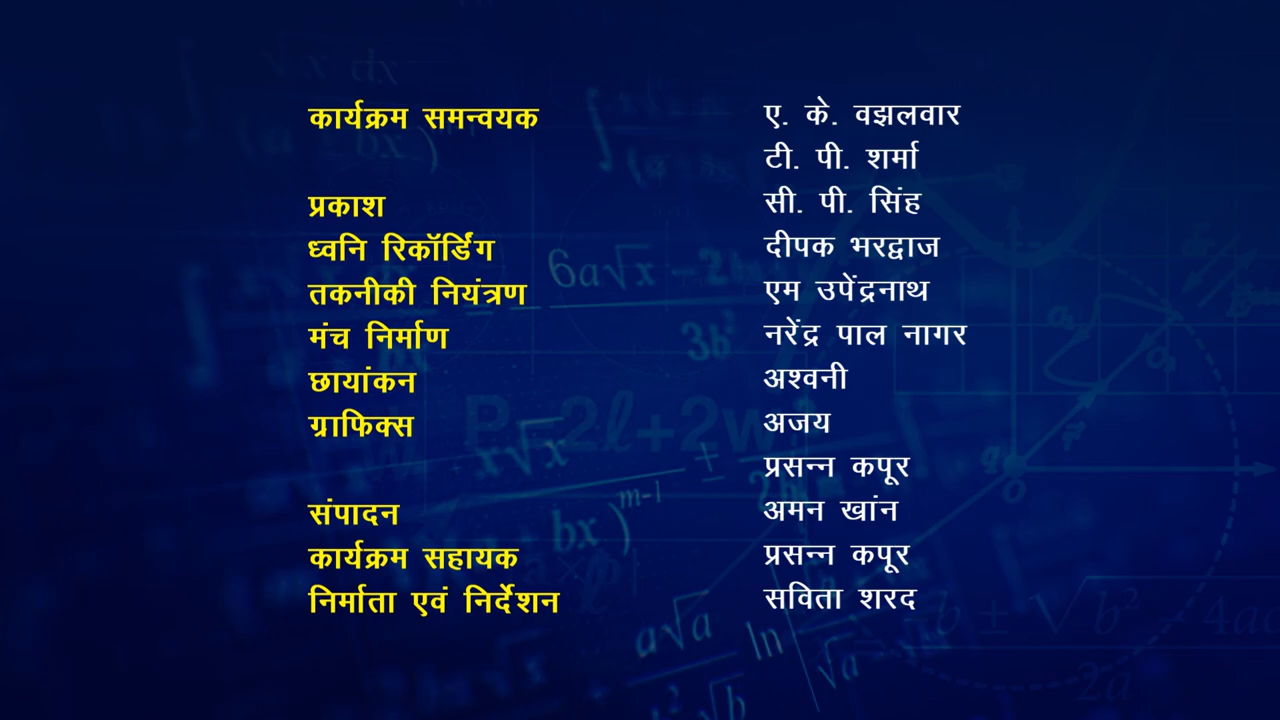 कार्यक्रम समन्वयक ए. के. वझलवार
टी. पी. शर्मा
प्रकाश सी. पी. सिंह
ध्वनि रिकॉर्डिंग दीपक भरद्वाज
तकनीकी नियंत्रण एम उपेंद्रनाथ
मंच निर्माण नरेंद्र पाल नागर
छायांकन अश्वनी
ग्राफिक्स अजय
प्रसन्न कपूर
संपादन अमन खांन
कार्यक्रम सहायक प्रसन्न कपूर
निर्माता एवं निर्देशन सविता शरद